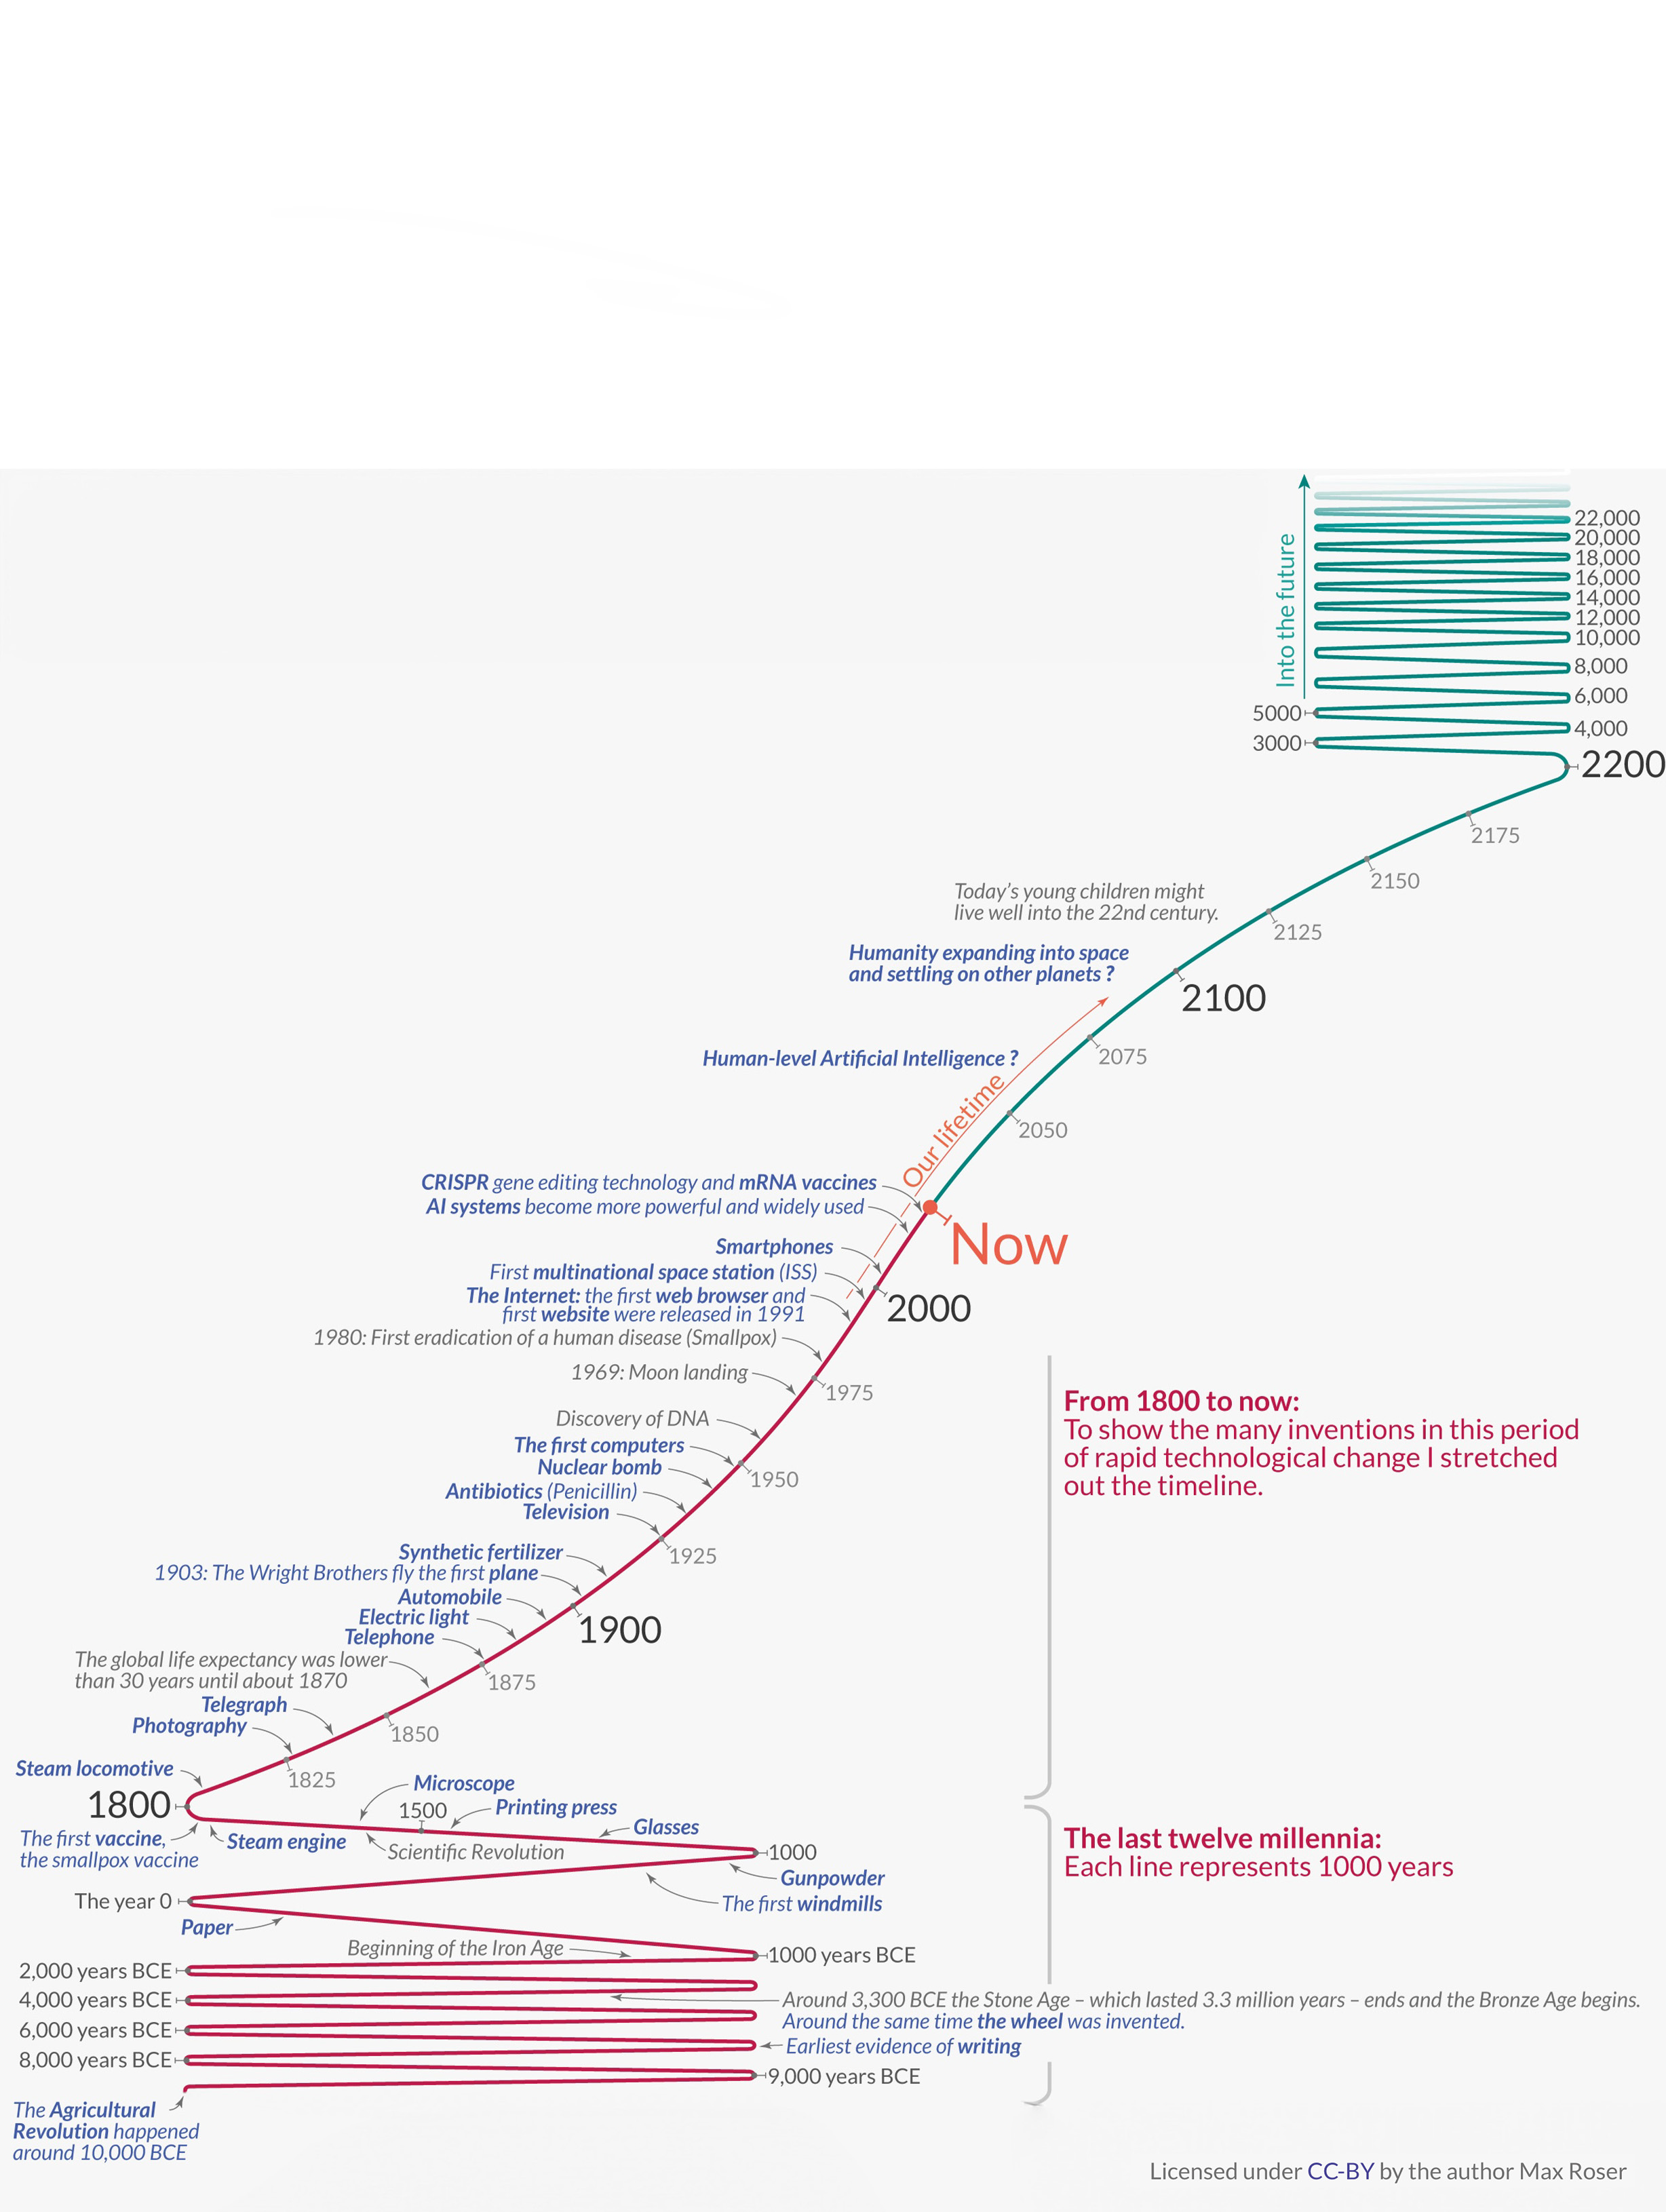 Into the future
22,000
20,000
18,000
16,000
14,000
12,000
10,000
8,000
6,000
5000
4,000
3000
2200
2175
2150
Today's young children might
live well into the 22nd century.
2125
Humanity expanding into space
and settling on other planets ?
2100
Human-level Artificial Intelligence ?
2075
Our lifetime
2050
CRISPR gene editing technology and mRNA vaccines
AI systems become more powerful and widely used
Now
Smartphones
First multinational space station (ISS)
The Internet: the first web browser and
first website were released in 1991
2000
1980: First eradication of a human disease (Smallpox)
1969: Moon landing
1975
From 1800 to now:
To show the many inventions in this period
of rapid technological change I stretched
out the timeline.
Discovery of DNA
The first computers
Nuclear bomb
1950
Antibiotics (Penicillin)
Television
Synthetic fertilizer
1925
1903: The Wright Brothers fly the first plane
Automobile
Electric light
1900
Telephone
The global life expectancy was lower
than 30 years until about 1870
1875
Telegraph
Photography
1850
Steam locomotive
1825
Microscope
1800
1500
Printing press
Glasses
The first vaccine,
the smallpox vaccine
Steam engine
Scientific Revolution
1000
The last twelve millennia:
Each line represents 1000 years
Gunpowder
The year 0
The first windmills
Paper
Beginning of the Iron Age
1000 years BCE
2,000 years BCE
4,000 years BCE
Around 3,300 BCE the Stone Age – which lasted 3.3 million years – ends and the Bronze Age begins.
Around the same time the wheel was invented.
6,000 years BCE
Earliest evidence of writing
8,000 years BCE
9,000 years BCE
The Agricultural
Revolution happened
around 10,000 BCE
Licensed under CC-BY by the author Max Roser